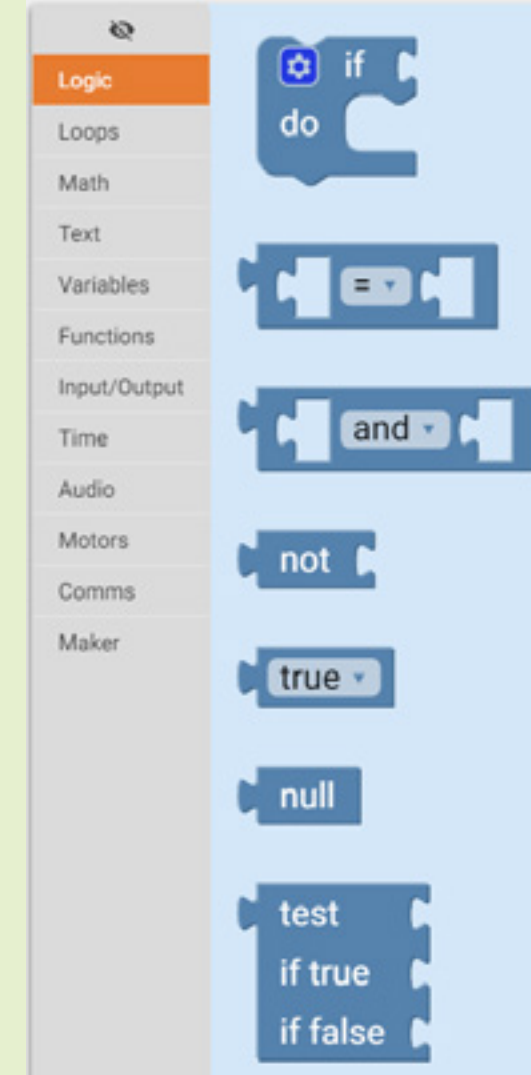 Logic
Loops
Math
Text
Variables
Functions
Input/Output
Time
Audio
Motors
Comms
Maker
if
do
=
and
not
true
null
test
if true
if false